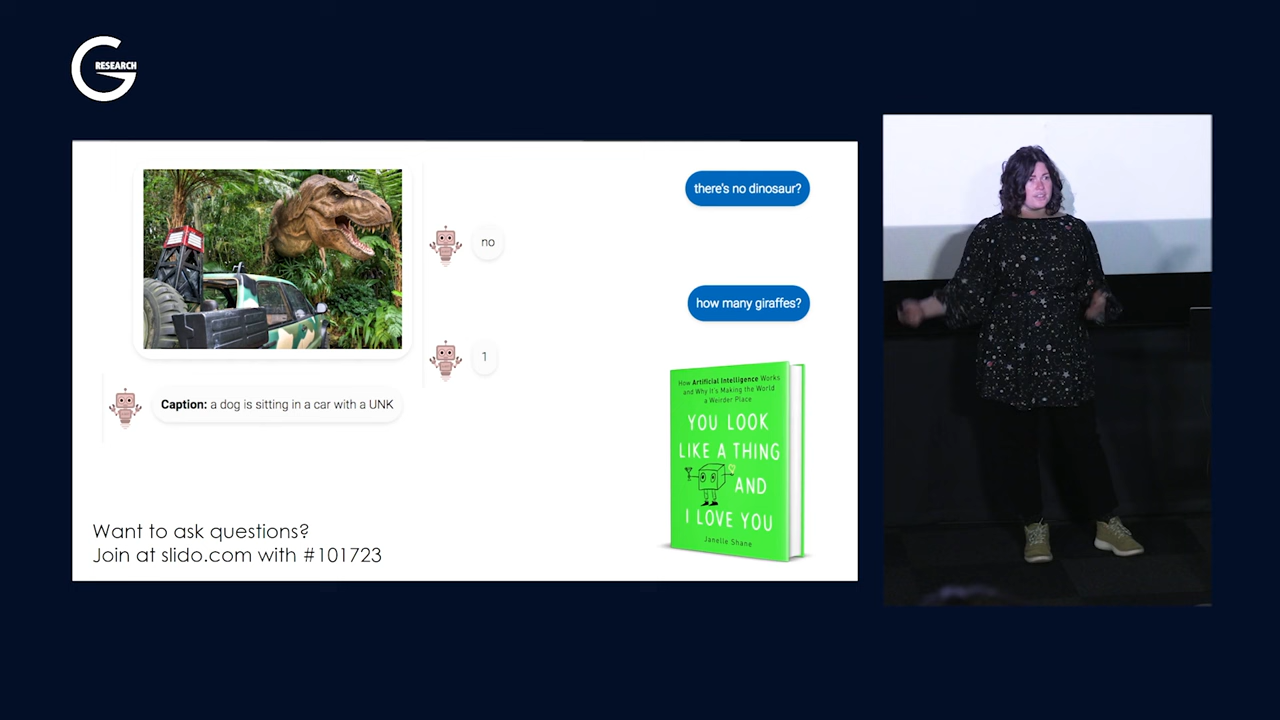 RESEARCH
there's no dinosaur?
no
how many giraffes?
1
Caption: a dog is sitting in a car with a UNK
How Artificial Intelligence Works
and Why It's Making the World
a Weirder Place
YOU LOOK
LIKE A THING
AND
I LOVE YOU
Janelle Shane
Want to ask questions?
Join at slido.com with #101723